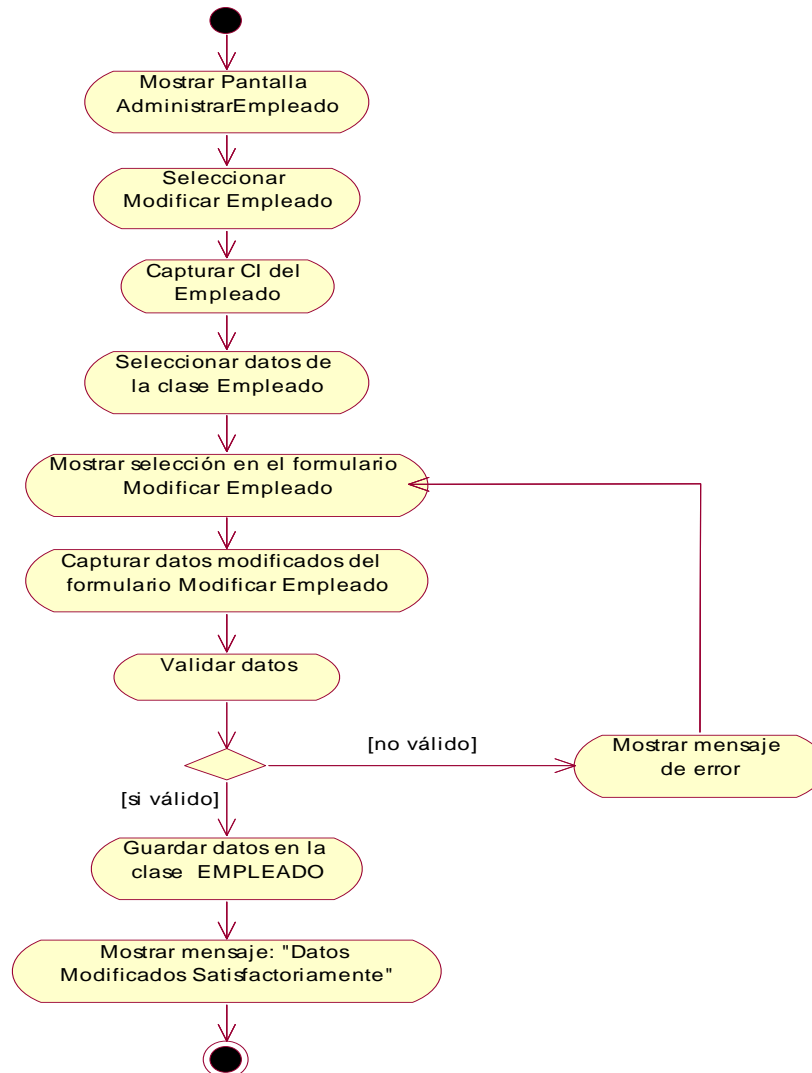 Mostrar Pantalla
AdministrarEmpleado
Seleccionar
Modificar Empleado
Capturar CI del
Empleado
Seleccionar datos de
la clase Empleado
Mostrar selección en el formulario
Modificar Empleado
Capturar datos modificados del
formulario Modificar Empleado
Validar datos
[no válido]
Mostrar mensaje
de error
[si válido]
Guardar datos en la
clase EMPLEADO
Mostrar mensaje: "Datos
Modificados Satisfactoriamente"